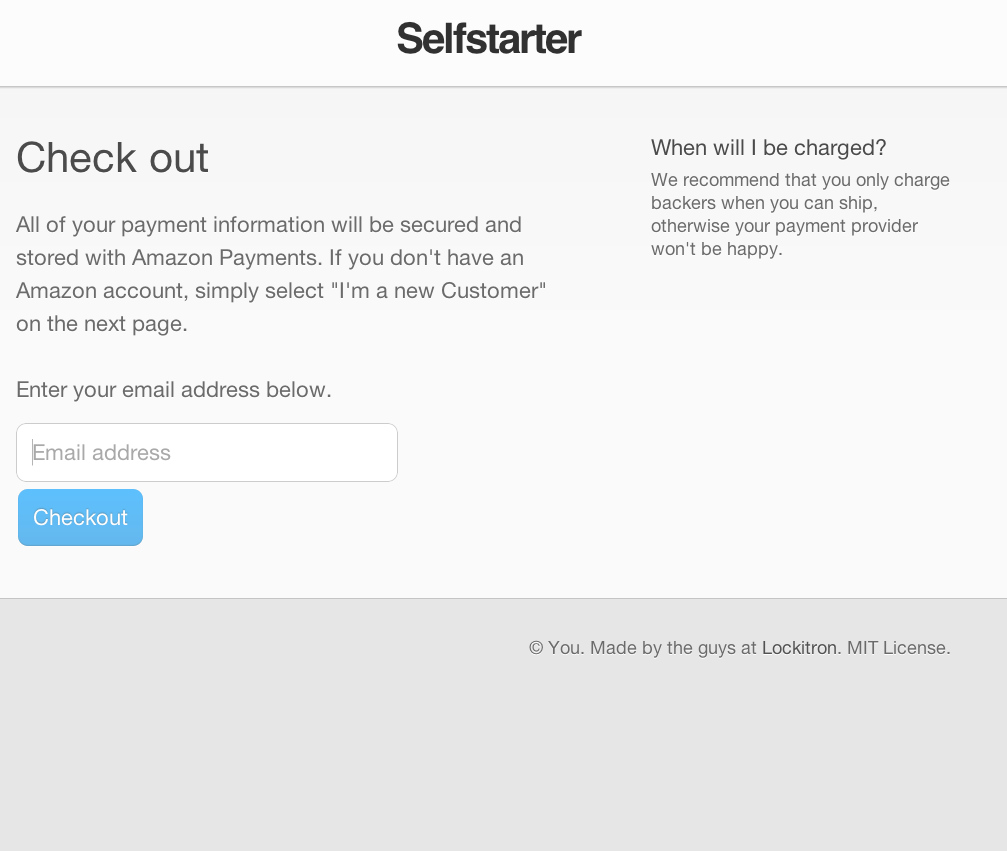 Selfstarter
Check out
All of your payment information will be secured and
stored with Amazon Payments. If you don't have an
Amazon account, simply select "I'm a new Customer"
on the next page.
Enter your email address below.
Email address
Checkout
When will I be charged?
We recommend that you only charge
backers when you can ship,
otherwise your payment provider
won't be happy.
© You. Made by the guys at Lockitron. MIT License.